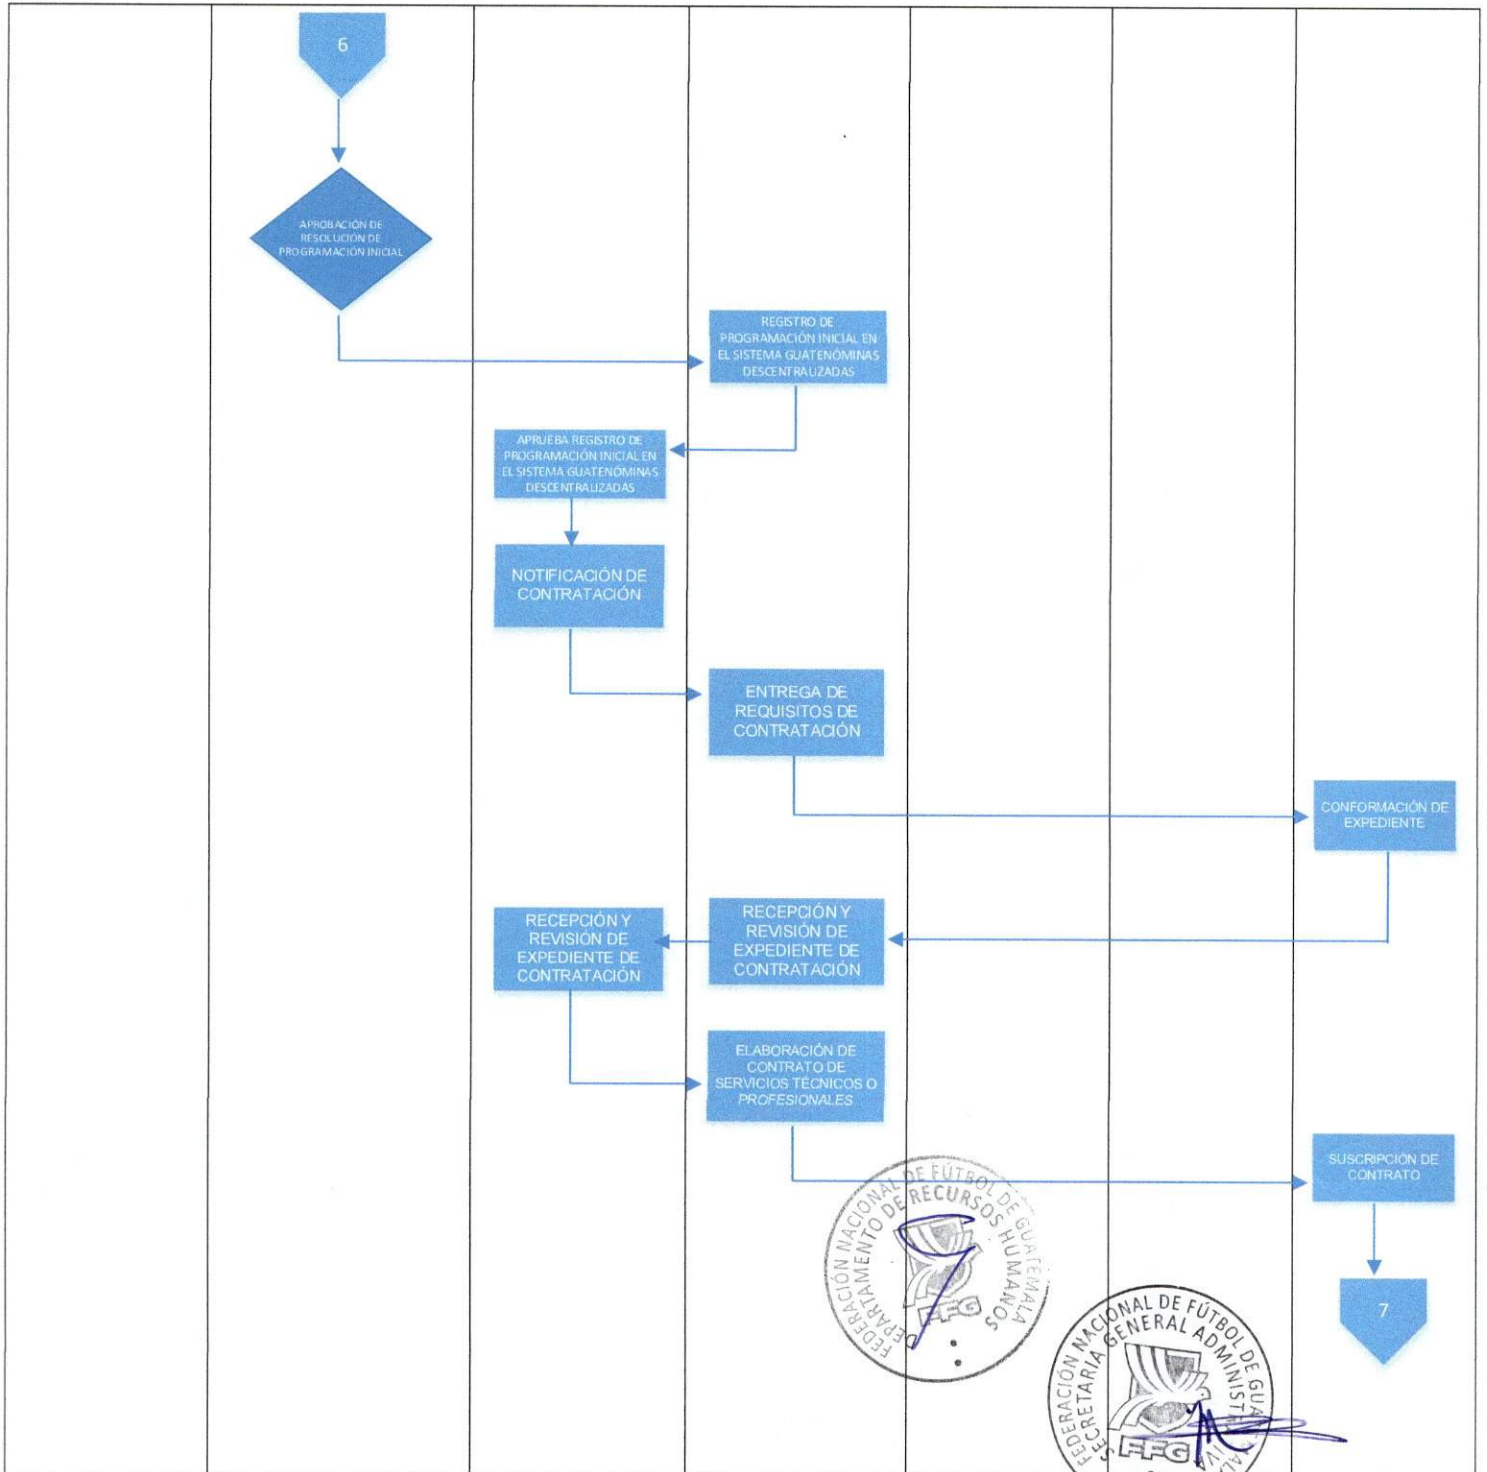 6
APROBACIÓN DE
RESOLUCIÓN DE
PROGRAMACIÓN INICIAL
REGISTRO DE
PROGRAMACIÓN INICIAL EN
EL SISTEMA GUATENÓMINAS
DESCENTRAUZADAS
APRUEBA REGISTRO DE
PROGRAMACIÓN INICIAL EN
EL SISTEMA GUATENÓMINAS
DESCENTRALIZADAS
NOTIFICACIÓN DE
CONTRATACIÓN
ENTREGA DE
REQUISITOS DE
CONTRATACIÓN
CONFORMACIÓN DE
EXPEDIENTE
RECEPCIÓN Y
REVISIÓN DE
EXPEDIENTE DE
CONTRATACIÓN
RECEPCIÓN Y
REVISIÓN DE
EXPEDIENTE DE
CONTRATACIÓN
ELABORACIÓN DE
CONTRATO DE
SERVICIOS TÉCNICOS O
PROFESIONALES
SUSCRIPCIÓN DE
CONTRATO
7
FEDERACIÓN NACIONAL DE FÚTBOL DE GUATEMALA
DEPARTAMENTO DE RECURSOS HUMANOS
FFG
FEDERACIÓN NACIONAL DE FÚTBOL DE
SECRETARIA GENERAL
FFG